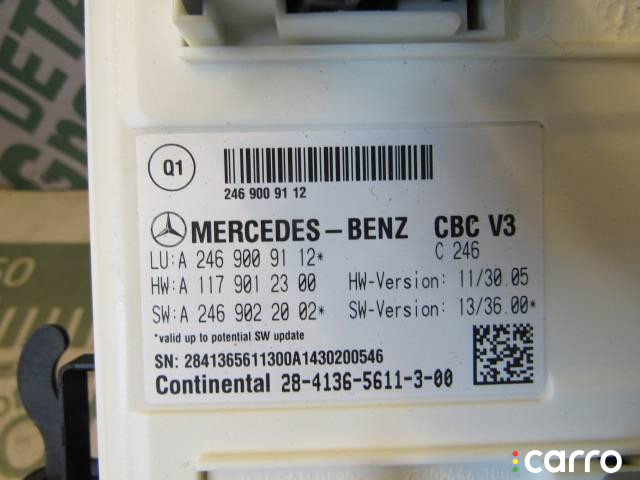 DETA
Q1
246 900 91 12
MERCEDES-BENZ CBC V3
LU:A 246 900 91 12* C 246
HW:A 117 901 23 00 HW-Version: 11/30.05
SW:A 246 902 20 02* SW-Version: 13/36.00*
*valid up to potential SW update
SN: 2841365611300A1430200546
Continental 28-4136-5611-3-00
carro